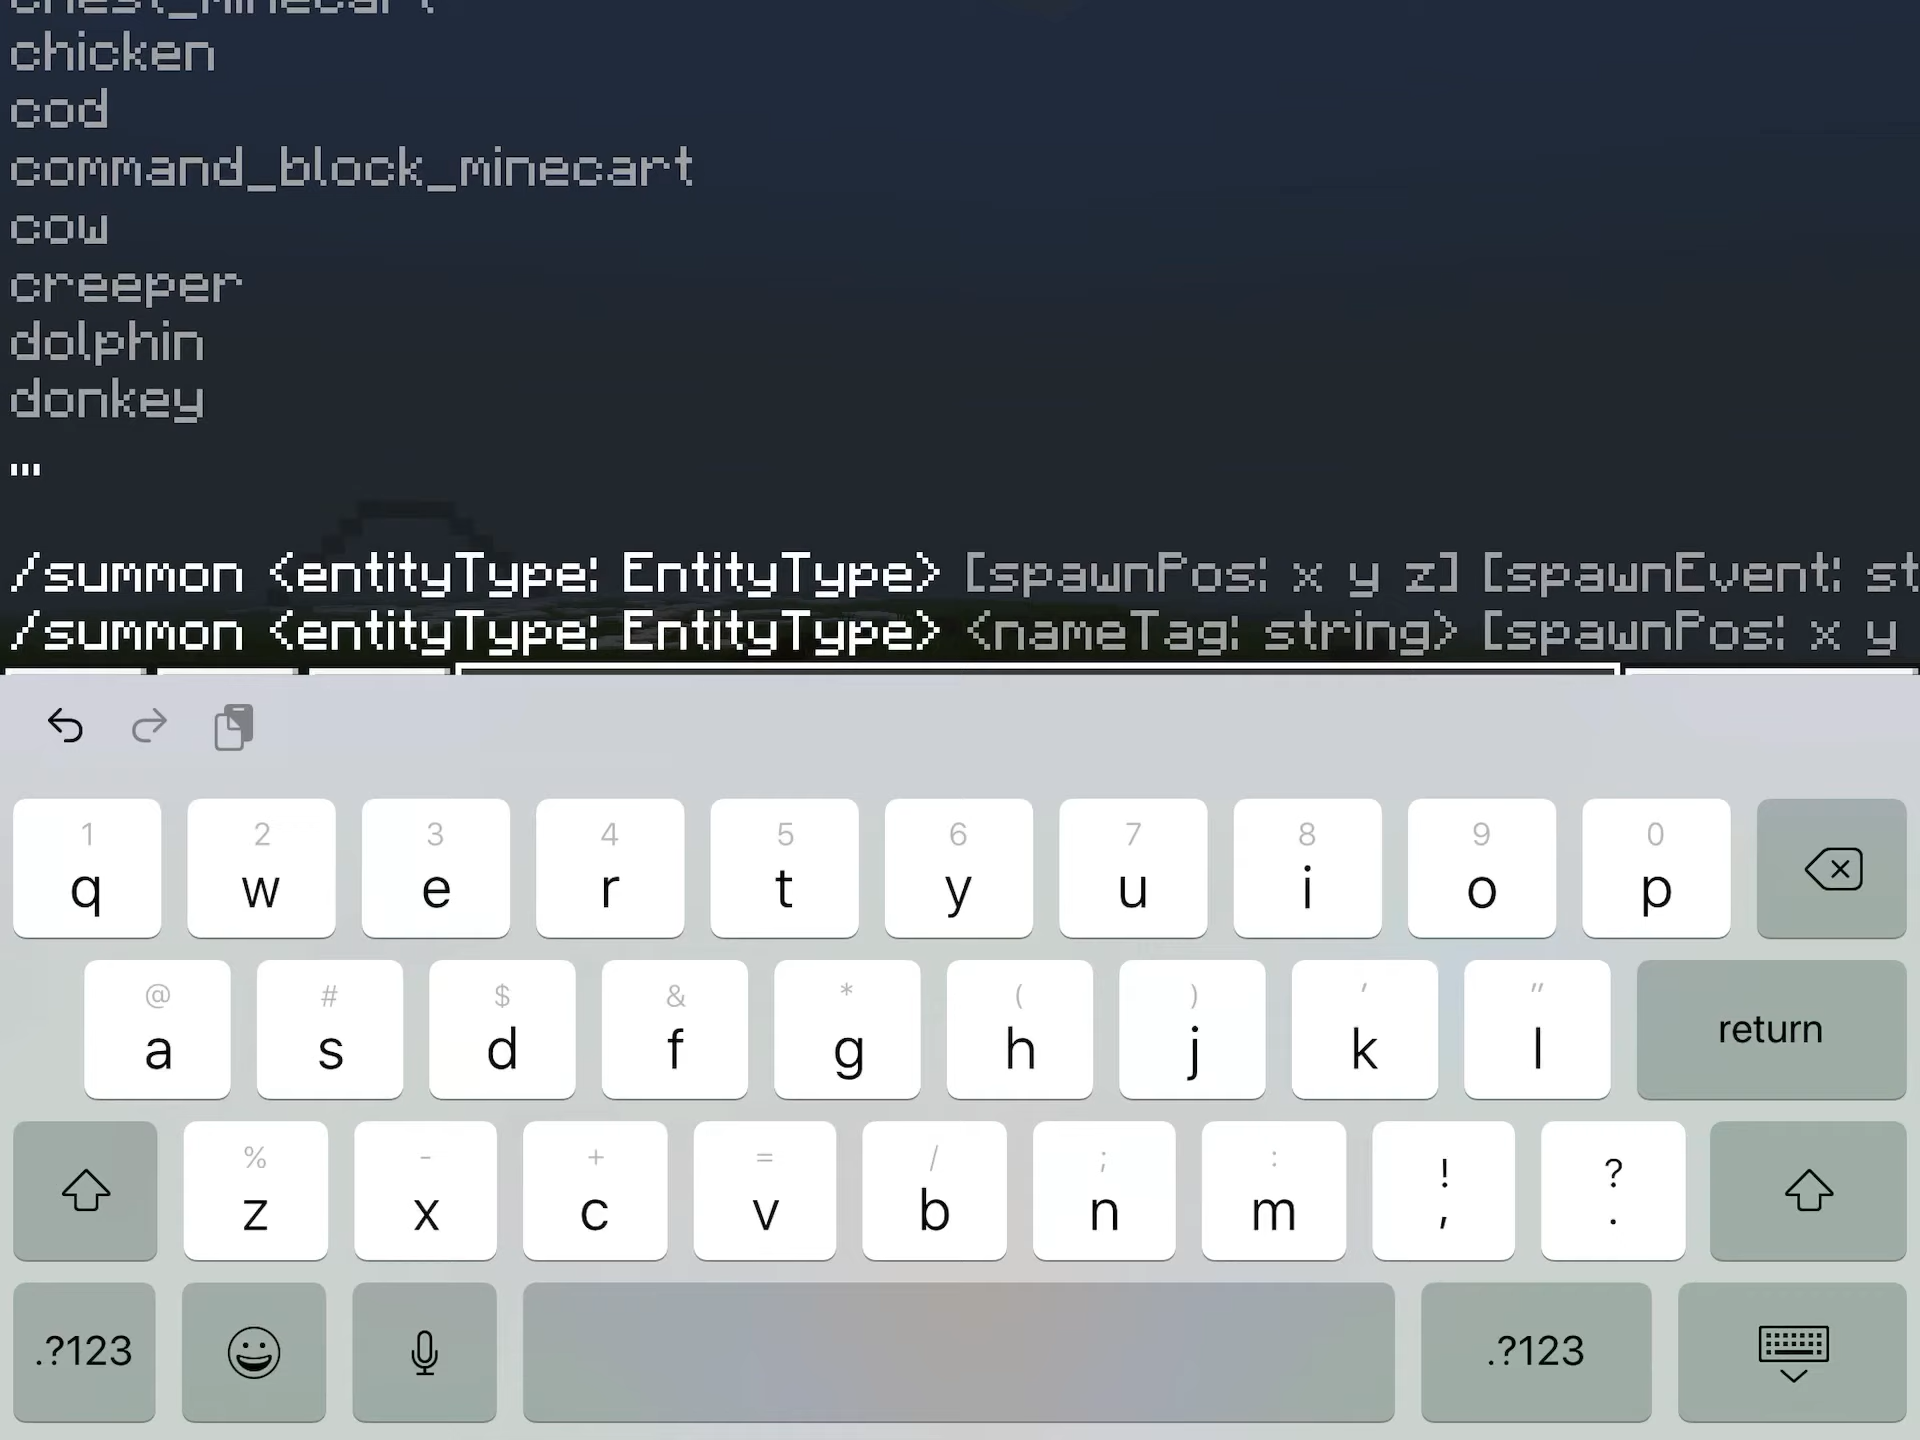 chest_minecart
chicken
cod
command_block_minecart
cow
creeper
dolphin
donkey
...
/summon <entityType: EntityType> [spawnPos: x y z] [spawnEvent: st
/summon <entityType: EntityType> <nameTag: string> [spawnPos: x y
1 2 3 4 5 6 7 8 9 0
q w e r t y u i o p
@ # $ & * ( ) ' "
a s d f g h j k l return
% - + = / ; : ! ?
z x c v b n m , .
.?123 .?123